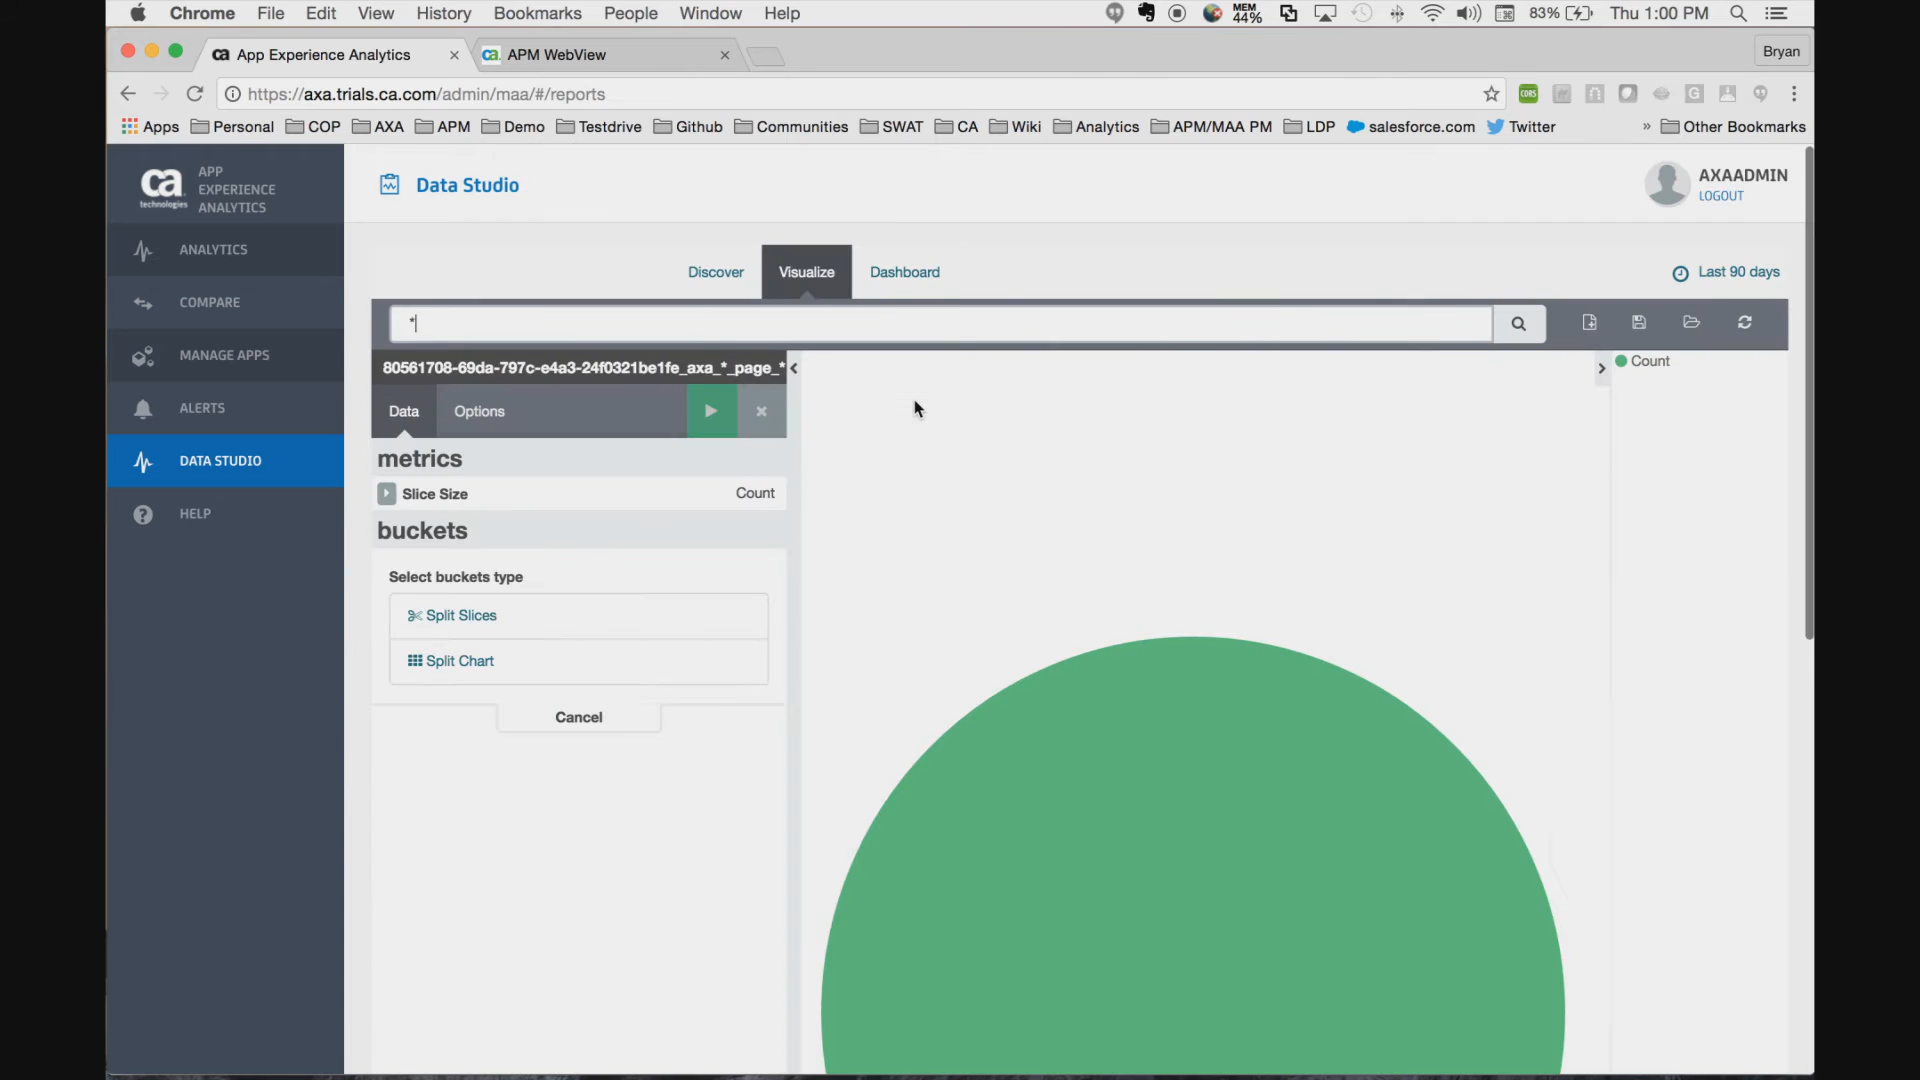 Chrome File Edit View History Bookmarks People Window Help MEM 44% 83% Thu 1:00 PM
App Experience Analytics APM WebView Bryan
https://axa.trials.ca.com/admin/maa/#/reports
Apps Personal COP AXA APM Demo Testdrive Github Communities SWAT CA Wiki Analytics APM/MAA PM LDP salesforce.com Twitter » Other Bookmarks
ca technologies
APP
EXPERIENCE
ANALYTICS
Data Studio
AXAADMIN
LOGOUT
ANALYTICS
COMPARE
MANAGE APPS
ALERTS
DATA STUDIO
HELP
Discover Visualize Dashboard Last 90 days
*
80561708-69da-797c-e4a3-24f0321be1fe_axa_*_page_*
Count
Data Options
metrics
Slice Size Count
buckets
Select buckets type
Split Slices
Split Chart
Cancel